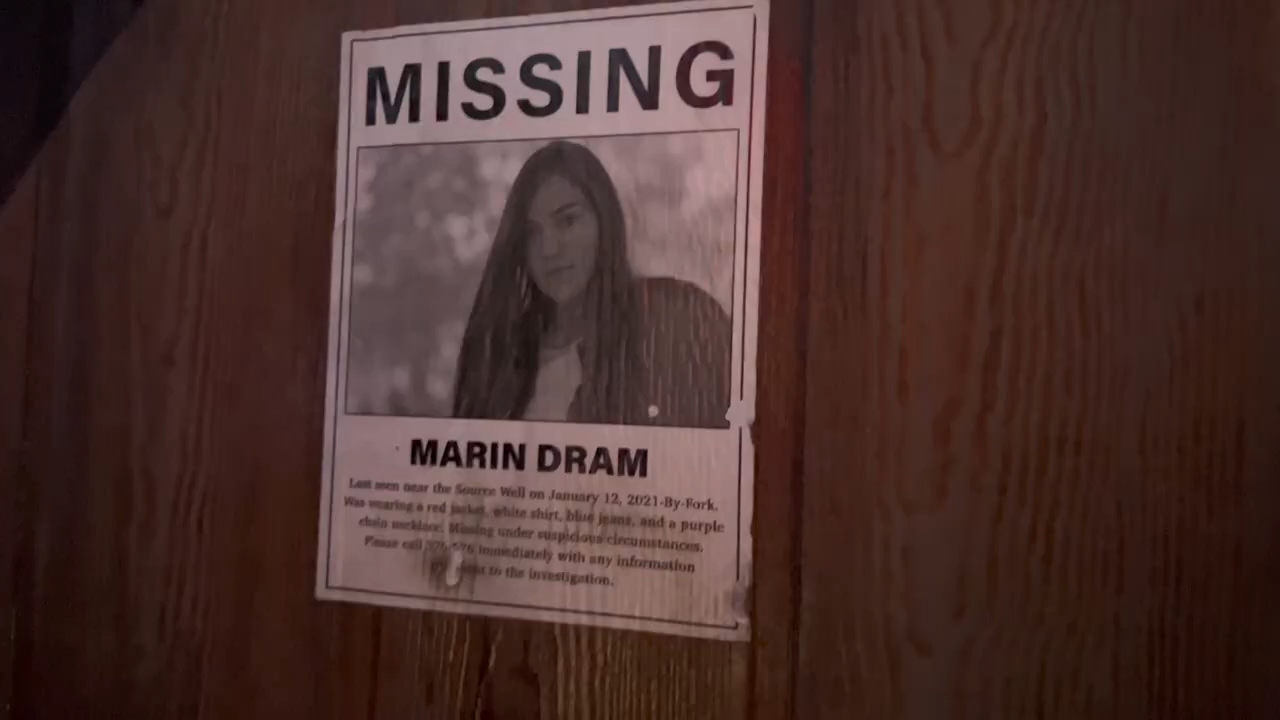 MISSING
MARIN DRAM
Last seen near the Source Well on January 12, 2021-By-Fork.
Was wearing a red jacket, white shirt, blue jeans, and a purple
chain necklace. Missing under suspicious circumstances.
Please call immediately with any information
to the investigation.